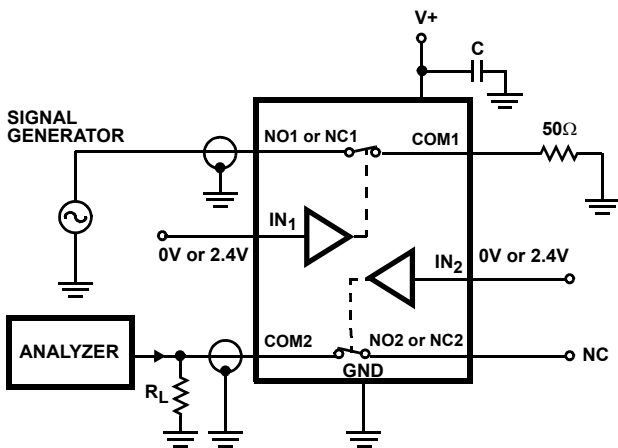 V+
C
SIGNAL
GENERATOR
NO1 or NC1
COM1
50Ω
IN1
0V or 2.4V
IN2
0V or 2.4V
ANALYZER
COM2
NO2 or NC2
NC
GND
RL